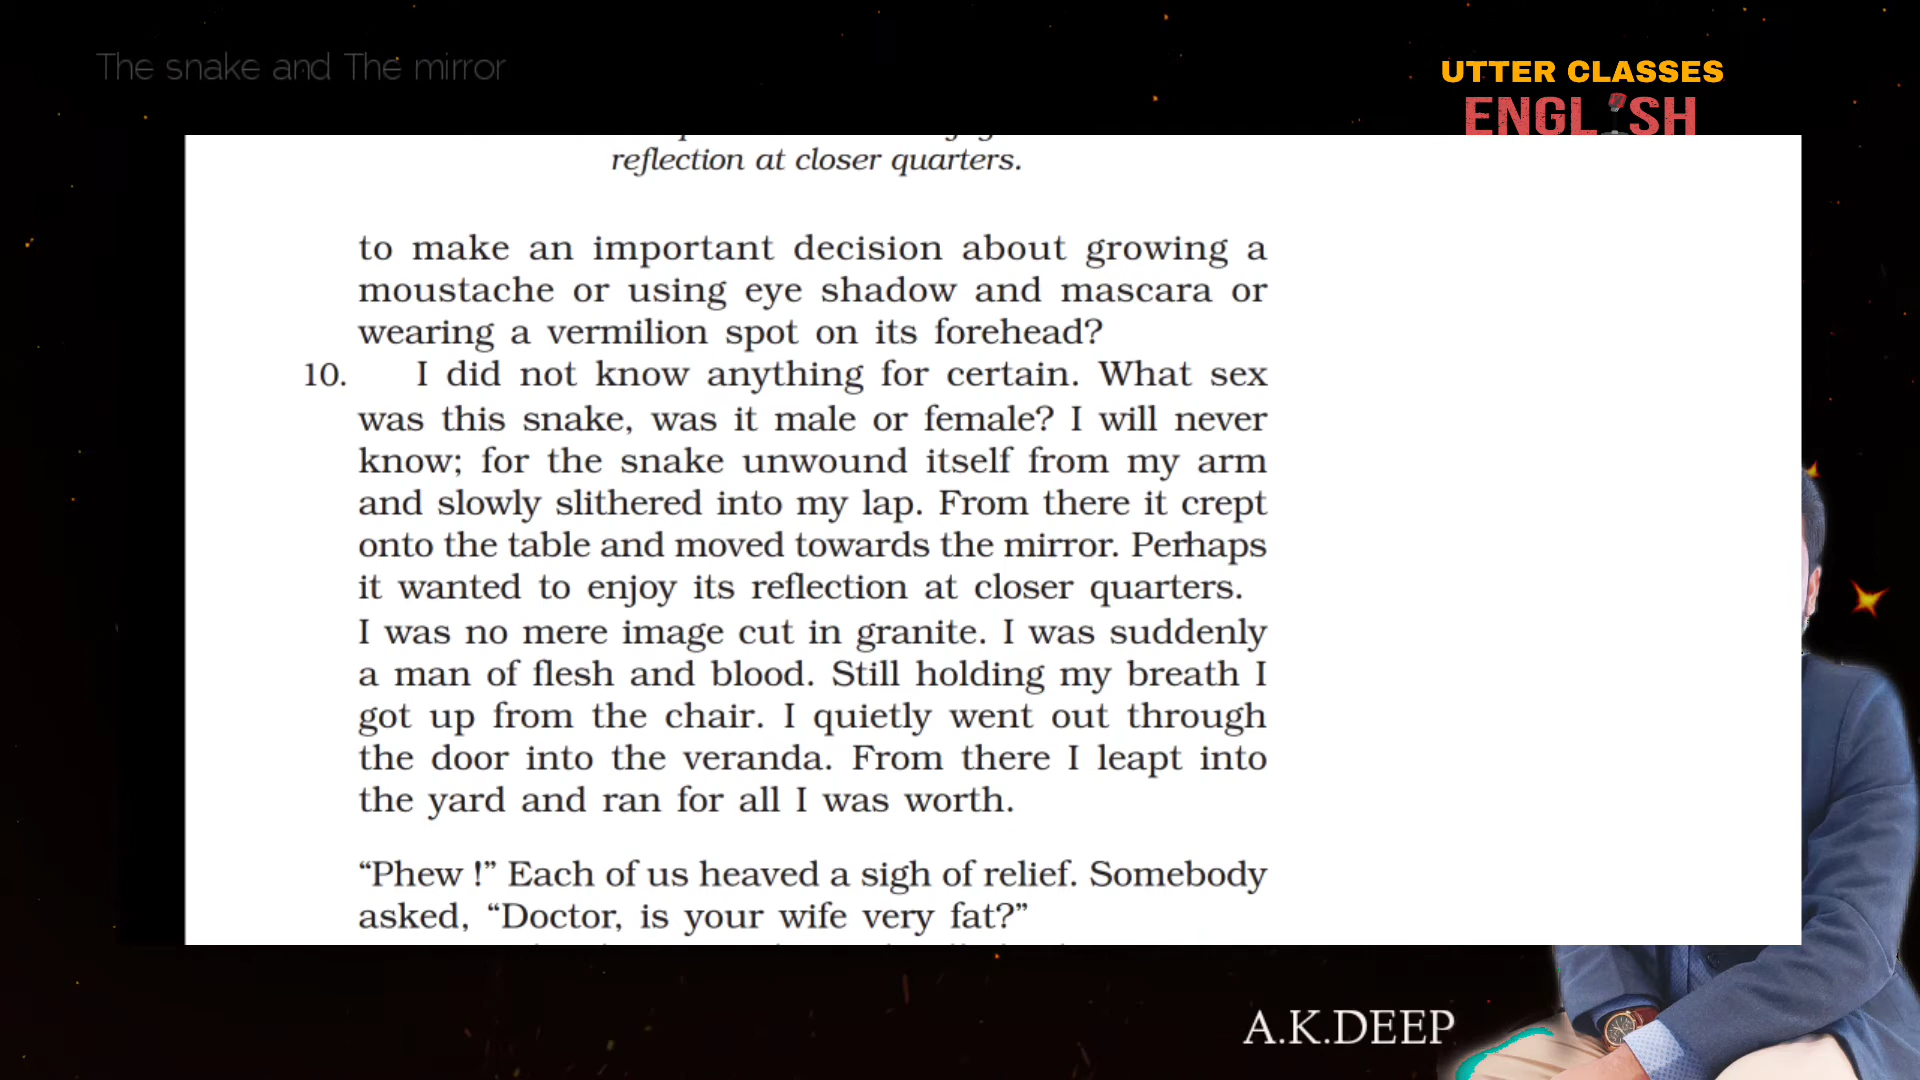 The snake and The mirror
UTTER CLASSES
ENGLISH
reflection at closer quarters.
to make an important decision about growing a
moustache or using eye shadow and mascara or
wearing a vermilion spot on its forehead?
10. I did not know anything for certain. What sex
was this snake, was it male or female? I will never
know; for the snake unwound itself from my arm
and slowly slithered into my lap. From there it crept
onto the table and moved towards the mirror. Perhaps
it wanted to enjoy its reflection at closer quarters.
I was no mere image cut in granite. I was suddenly
a man of flesh and blood. Still holding my breath I
got up from the chair. I quietly went out through
the door into the veranda. From there I leapt into
the yard and ran for all I was worth.
“Phew !” Each of us heaved a sigh of relief. Somebody
asked, “Doctor, is your wife very fat?”
A.K.DEEP